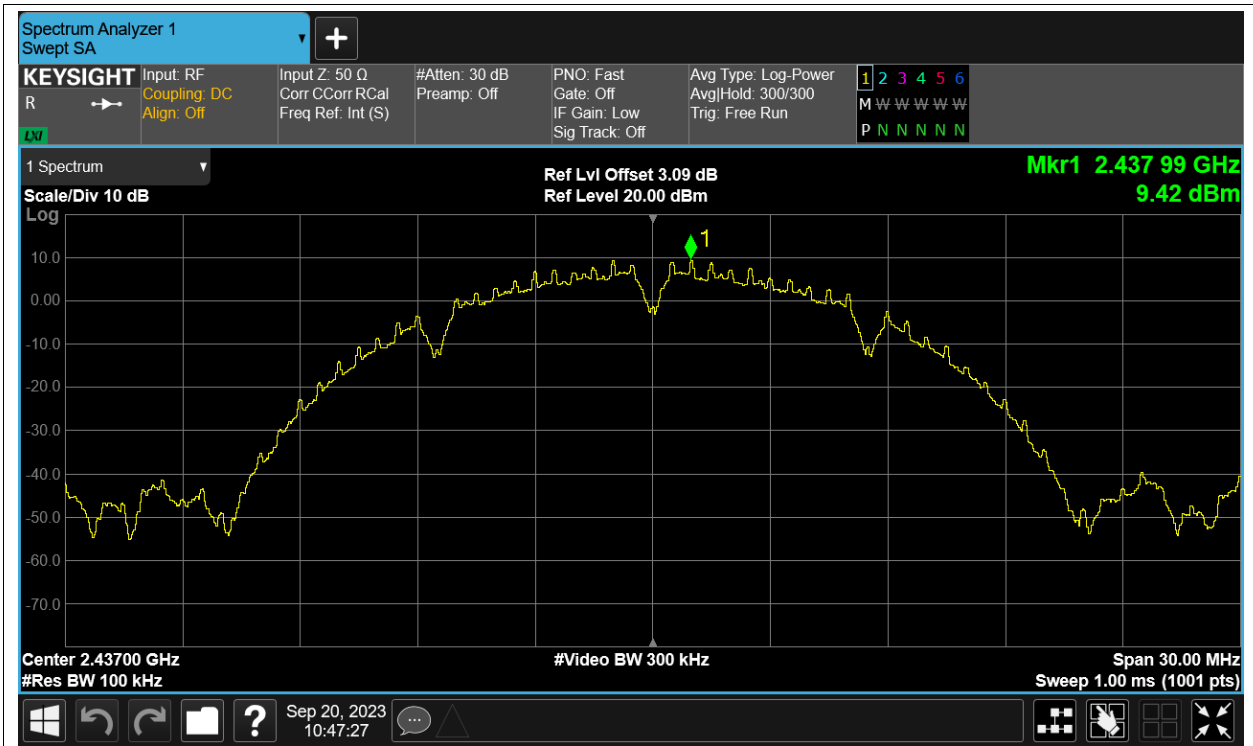 Spectrum Analyzer 1
Swept SA
+
KEYSIGHT
R
LXI
Input: RF
Coupling: DC
Align: Off
Input Z: 50 Ω
Corr CCorr RCal
Freq Ref: Int (S)
#Atten: 30 dB
Preamp: Off
PNO: Fast
Gate: Off
IF Gain: Low
Sig Track: Off
Avg Type: Log-Power
Avg|Hold: 300/300
Trig: Free Run
1 2 3 4 5 6
M W W W W W
P N N N N N
1 Spectrum
Scale/Div 10 dB
Ref Lvl Offset 3.09 dB
Ref Level 20.00 dBm
Mkr1 2.437 99 GHz
9.42 dBm
Log
1
10.0
0.00
-10.0
-20.0
-30.0
-40.0
-50.0
-60.0
-70.0
Center 2.43700 GHz
#Video BW 300 kHz
Span 30.00 MHz
#Res BW 100 kHz
Sweep 1.00 ms (1001 pts)
?
Sep 20, 2023
10:47:27